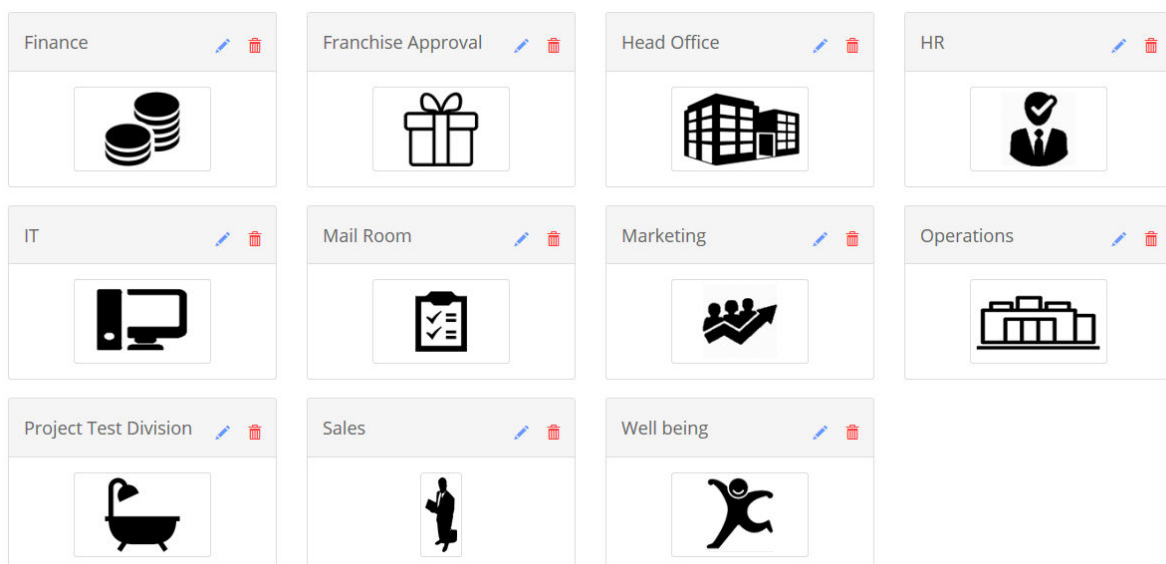 Finance
Franchise Approval
Head Office
HR
IT
Mail Room
Marketing
Operations
Project Test Division
Sales
Well being